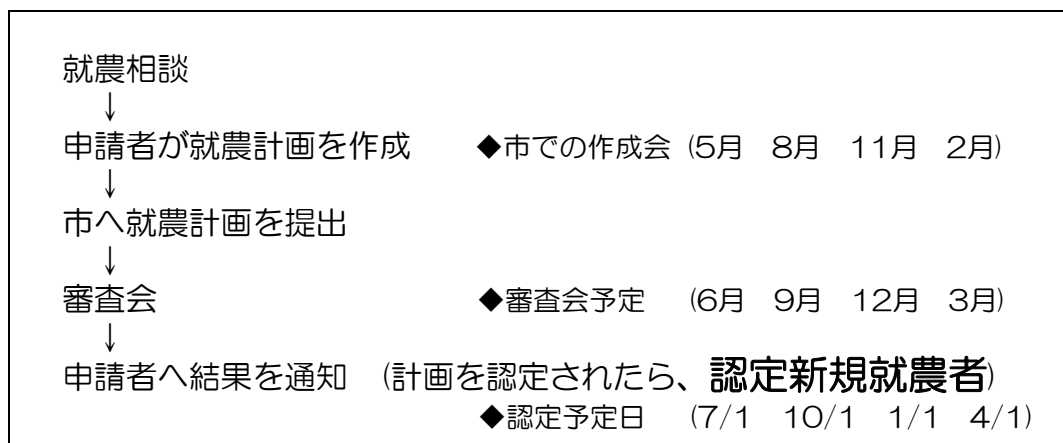 就農相談
↓
申請者が就農計画を作成　◆市での作成会 (5月　8月　11月　2月)
↓
市へ就農計画を提出
↓
審査会　◆審査会予定　(6月　9月　12月　3月)
↓
申請者へ結果を通知　(計画を認定されたら、認定新規就農者)
◆認定予定日　(7/1　10/1　1/1　4/1)